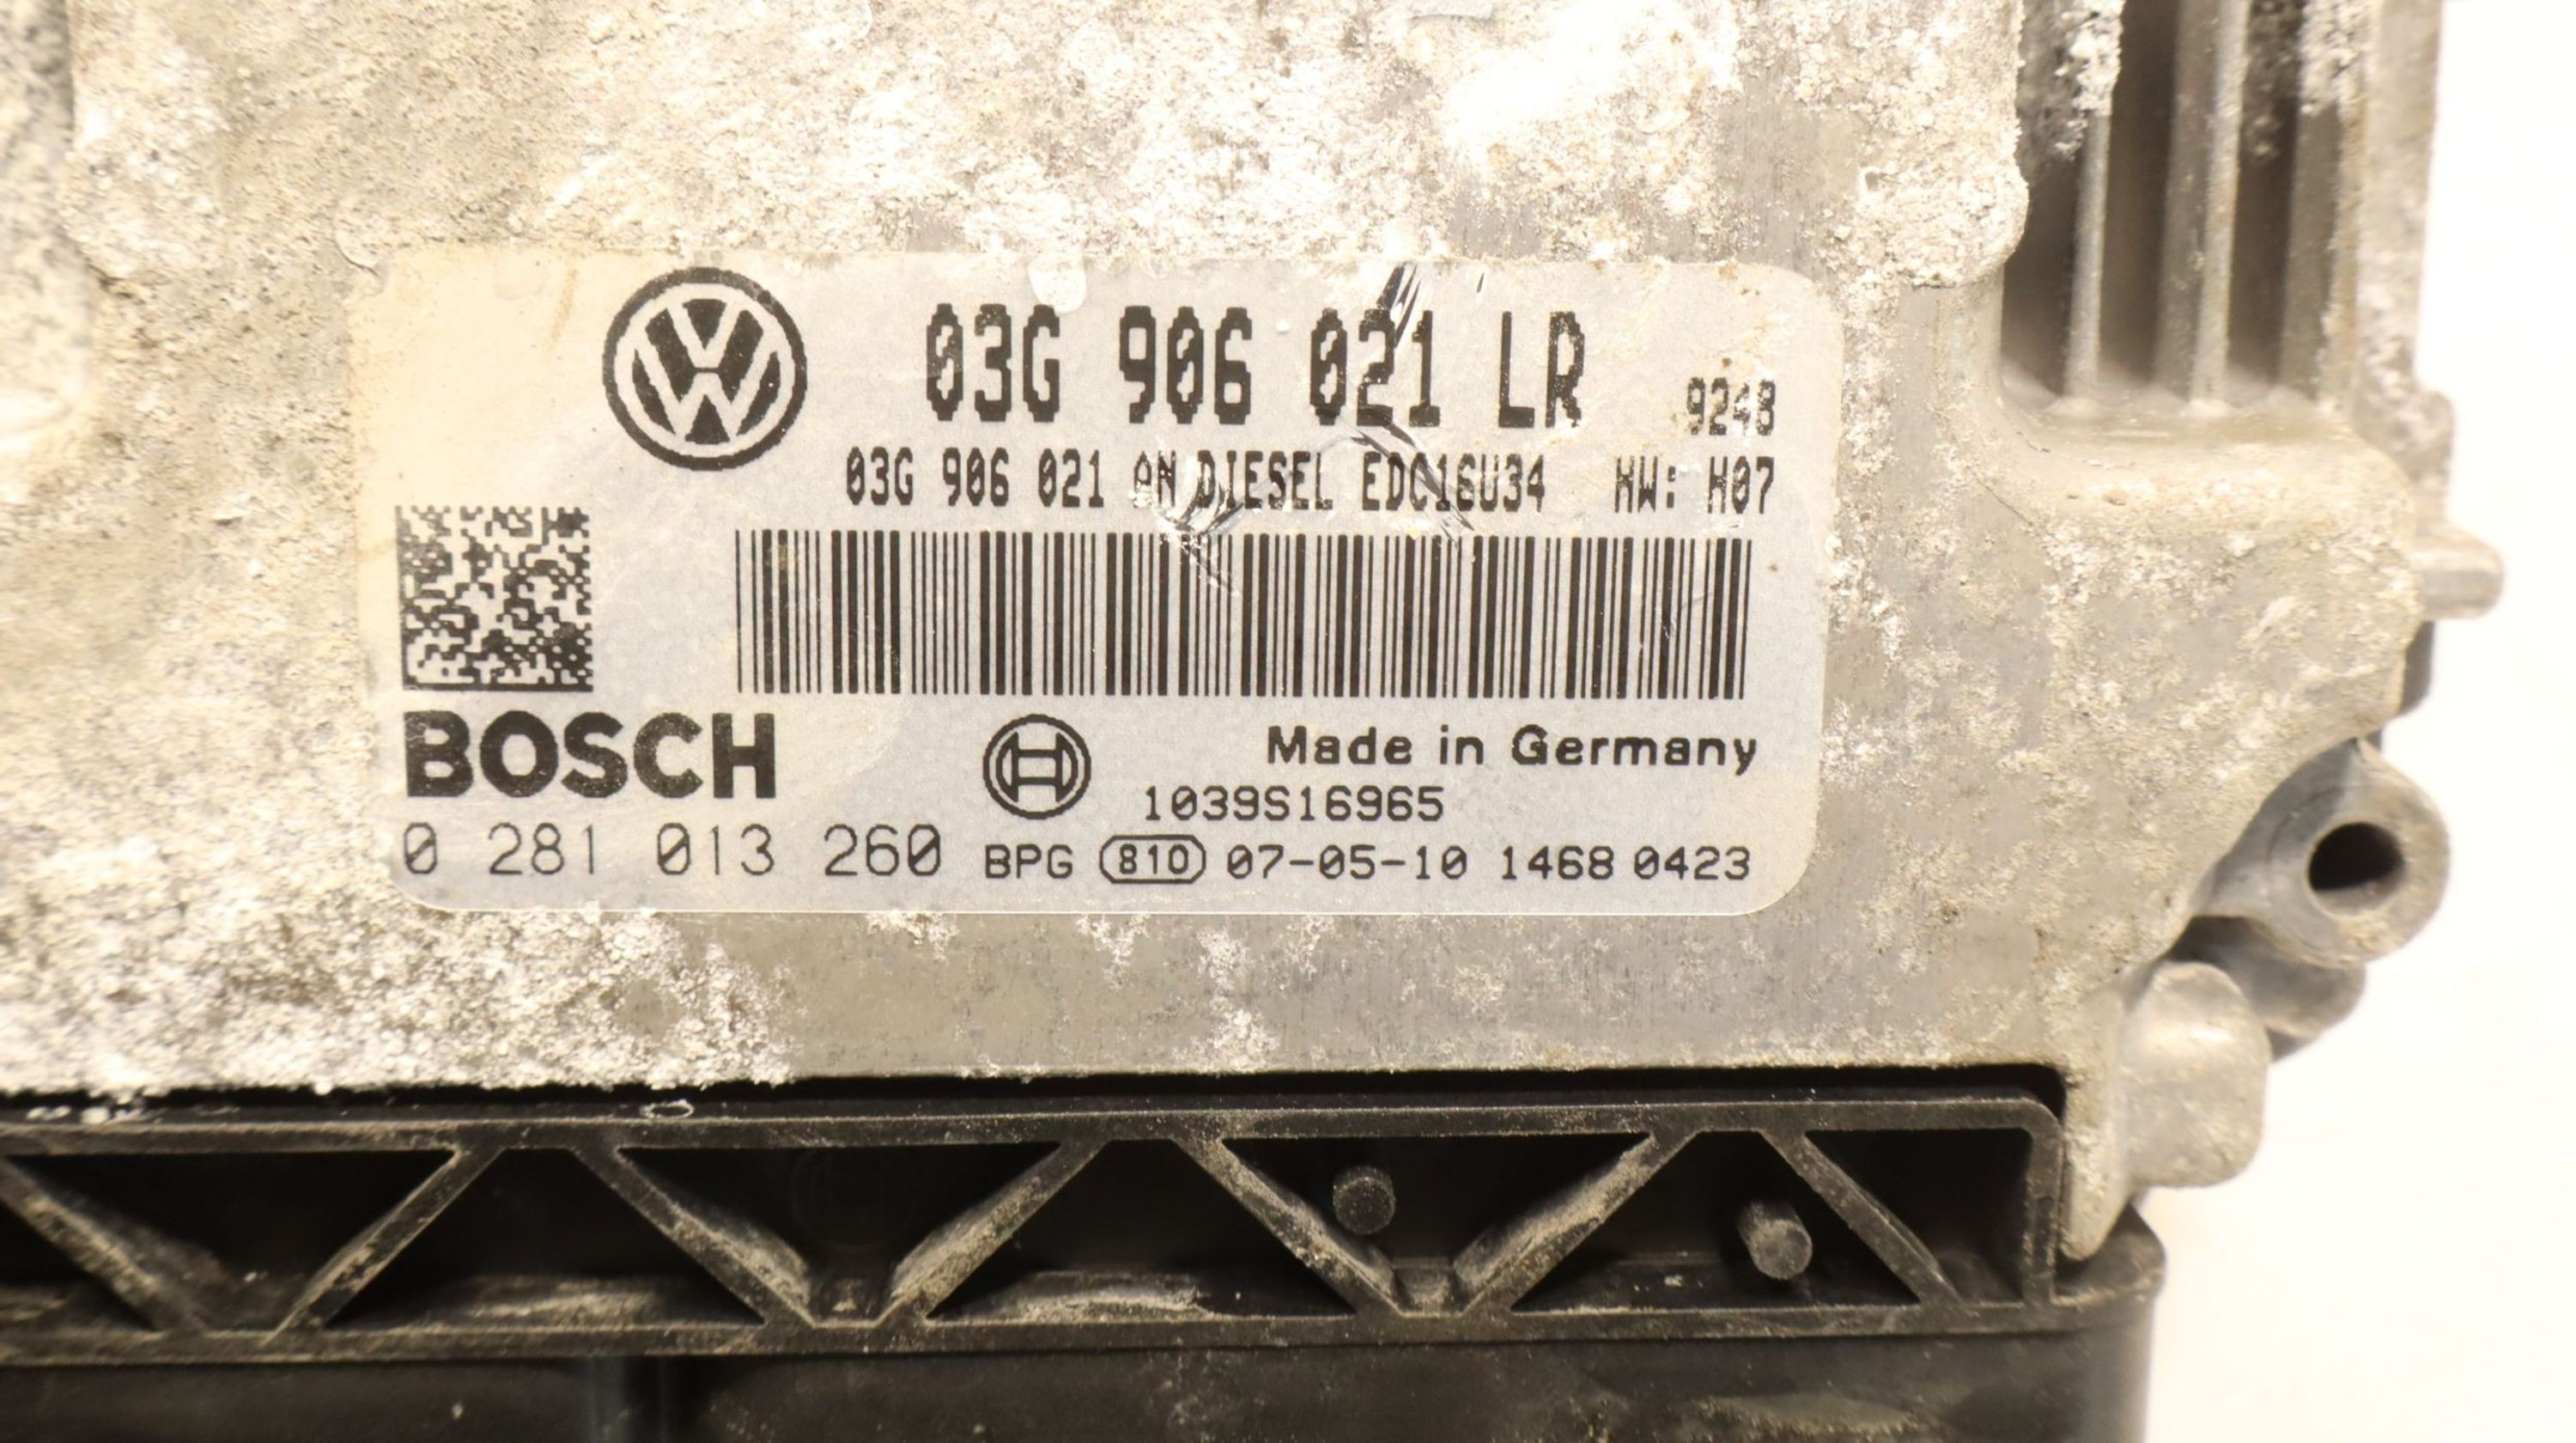 03G 906 021 LR 9248
03G 906 021 AN DIESEL EDC16U34 HW: H07
BOSCH
Made in Germany
1039S16965
0 281 013 260 BPG 810 07-05-10 1468 0423